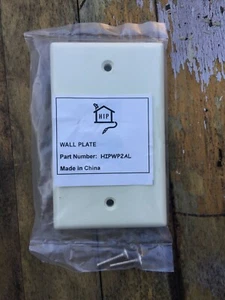 HIP
WALL PLATE
Part Number: HIPWP2AL
Made in China